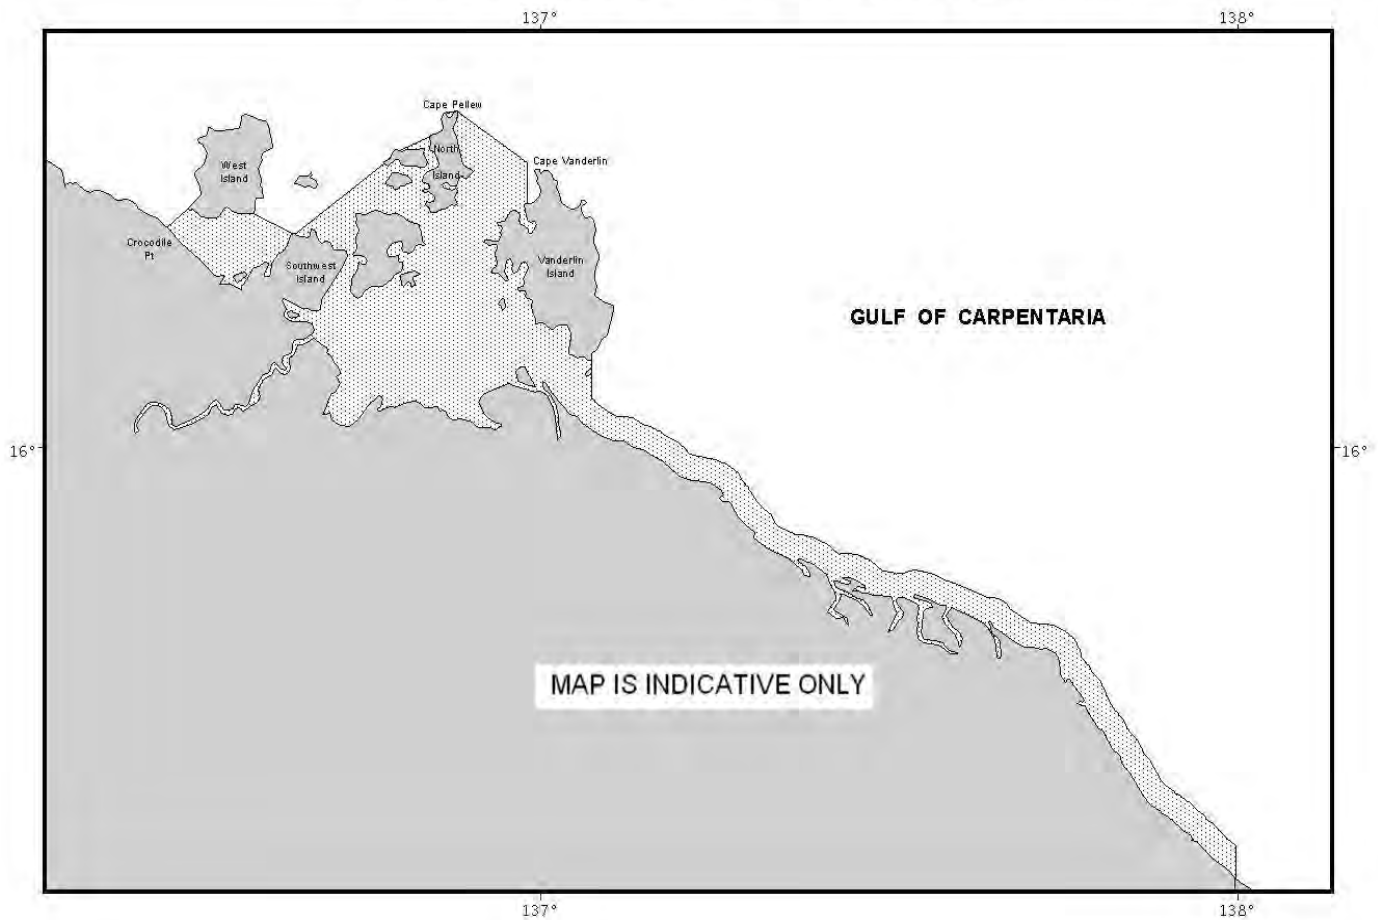 137° 138°
Cape Pellew
North
Island
Cape Vanderlin
West
Island
Crocodile
Pt
Southwest
Island
Vanderlin
Island
GULF OF CARPENTARIA
16° 16°
MAP IS INDICATIVE ONLY
137° 138°